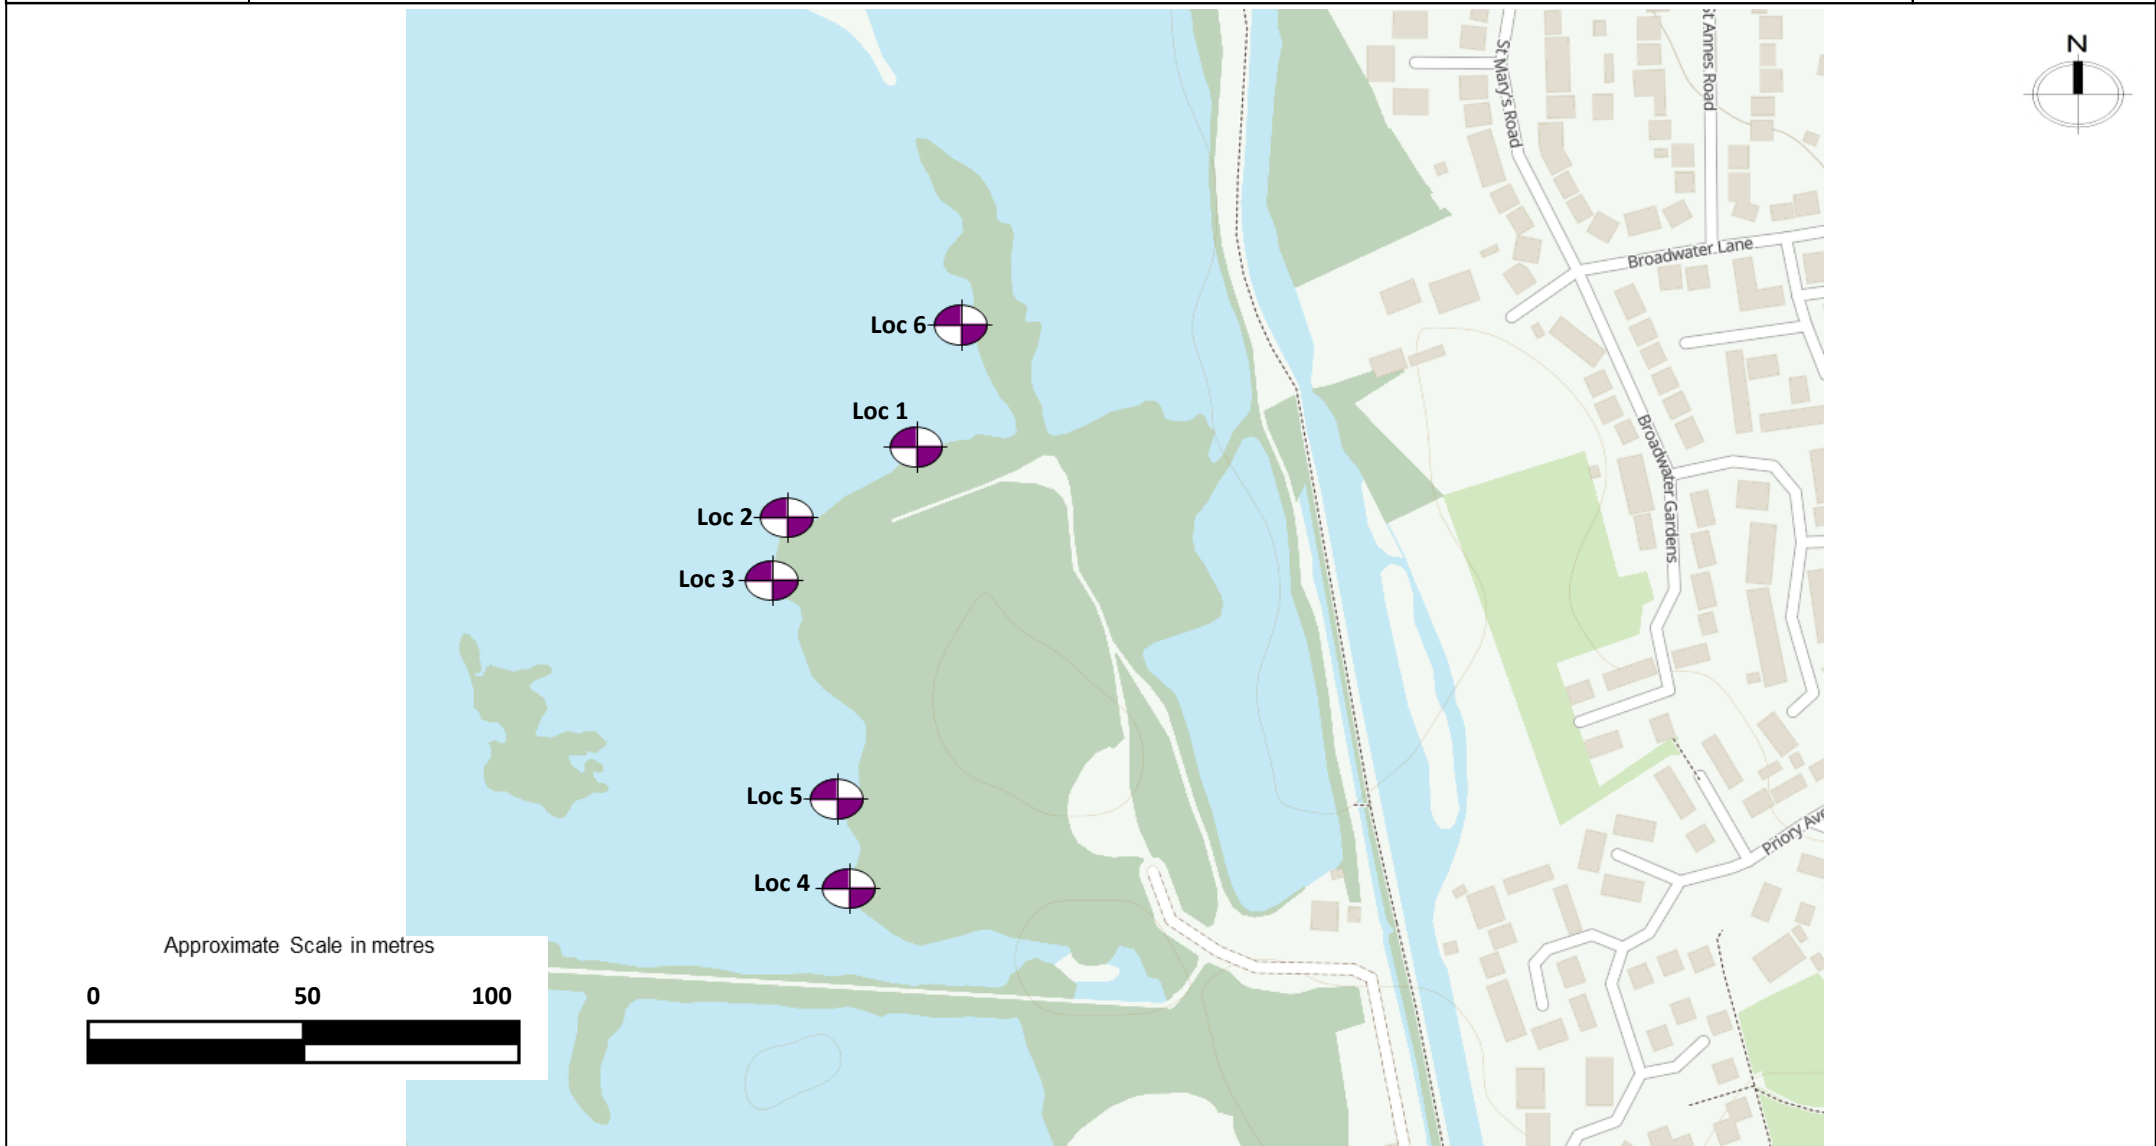 N
St Mary's Road
St Annes Road
Broadwater Lane
Loc 6
Loc 1
Broadwater Gardens
Loc 2
Loc 3
Loc 5
Priory Ave
Loc 4
Approximate Scale in metres
0 50 100